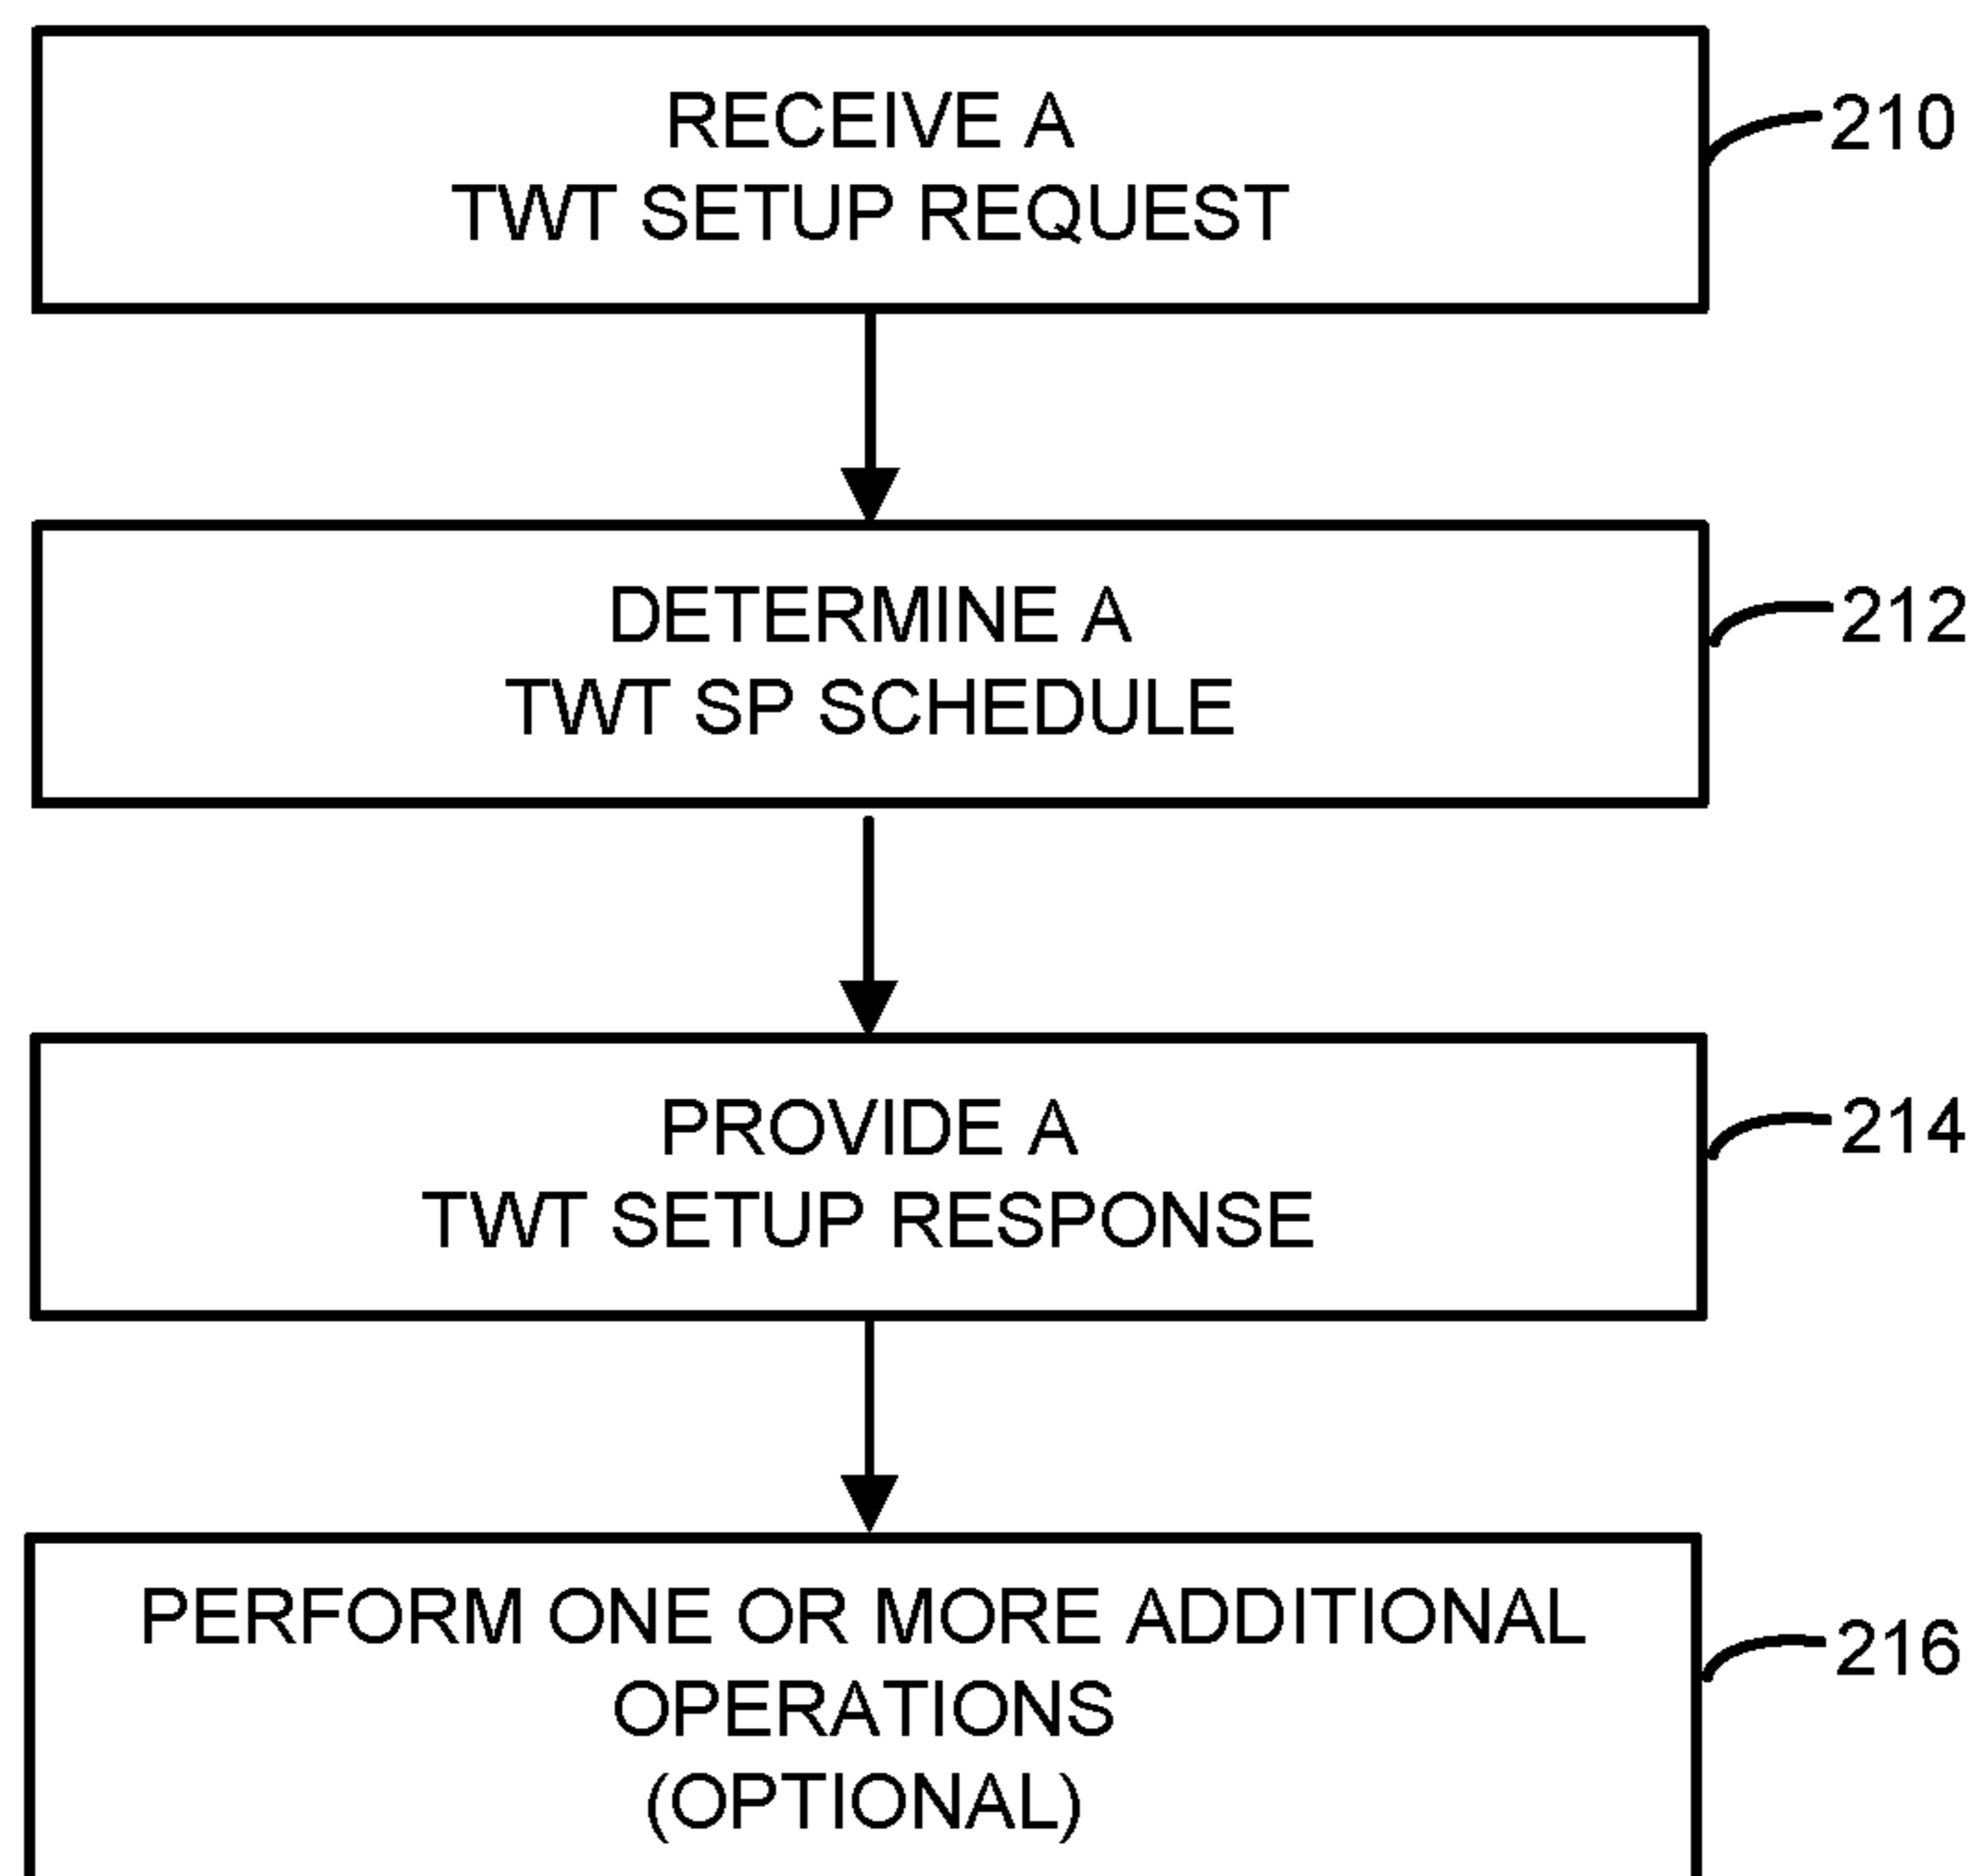 RECEIVE A
TWT SETUP REQUEST
210
DETERMINE A
TWT SP SCHEDULE
212
PROVIDE A
TWT SETUP RESPONSE
214
PERFORM ONE OR MORE ADDITIONAL
OPERATIONS
(OPTIONAL)
216